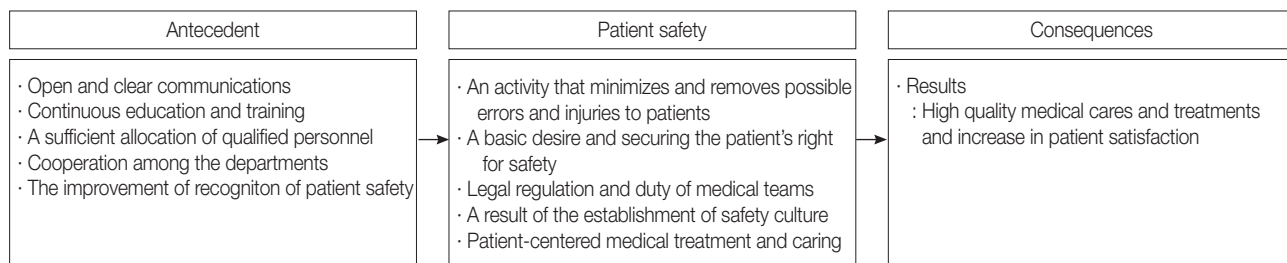 Antecedent
· Open and clear communications
· Continuous education and training
· A sufficient allocation of qualified personnel
· Cooperation among the departments
· The improvement of recogniton of patient safety
Patient safety
· An activity that minimizes and removes possible
errors and injuries to patients
· A basic desire and securing the patient's right
for safety
· Legal regulation and duty of medical teams
· A result of the establishment of safety culture
· Patient-centered medical treatment and caring
Consequences
· Results
: High quality medical cares and treatments
and increase in patient satisfaction